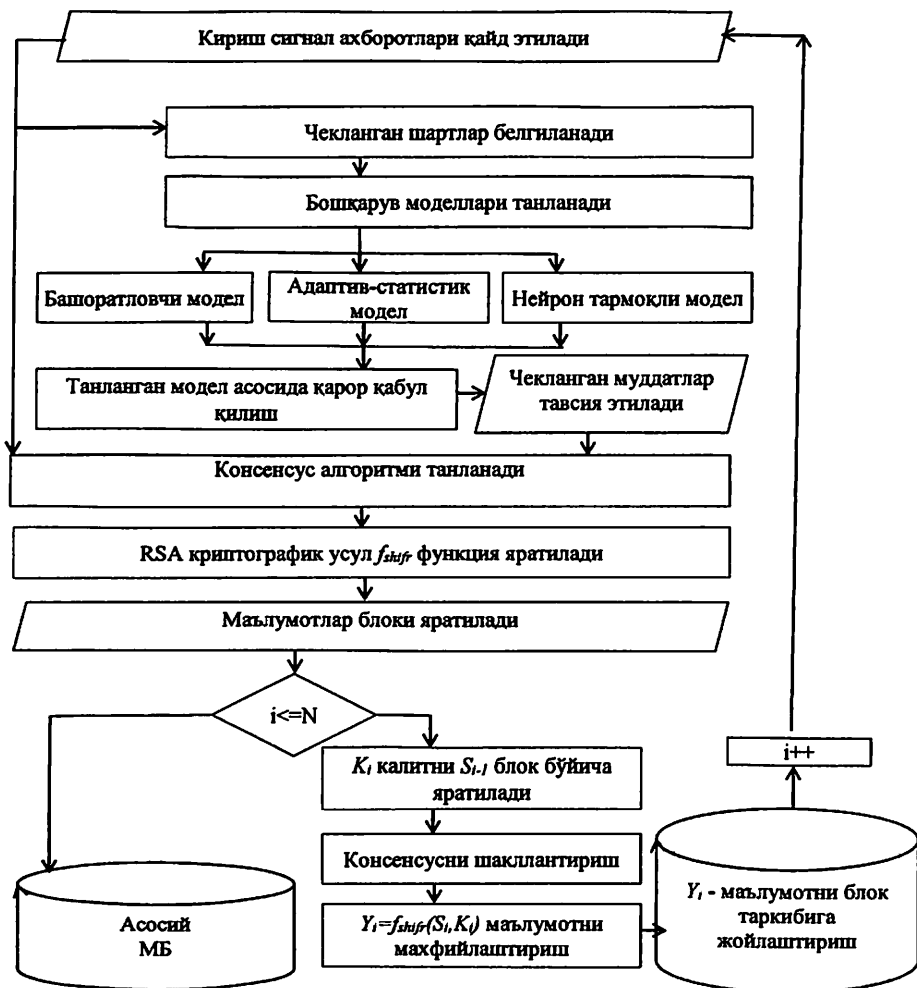 Кириш сигнал ахборотлари қайд этилади
Чекланган шартлар белгиланади
Бошқарув моделлари танланади
Башоратловчи модел
Адаптив-статистик
модел
Нейрон тармоқли модел
Танланган модел асосида қарор қабул
қилиш
Чекланган муддатлар
тавсия этилади
Консенсус алгоритми танланади
RSA криптографик усул f_shifr функция яратилади
Маълумотлар блоки яратилади
i<=N
i++
K_i калитни S_i-1 блок бўйича
яратилади
Консенсусни шакллантириш
Y_i=f_shifr(S_i,K_i) маълумотни
махфийлаштириш
Y_i - маълумотни блок
таркибига
жойлаштириш
Асосий
МБ